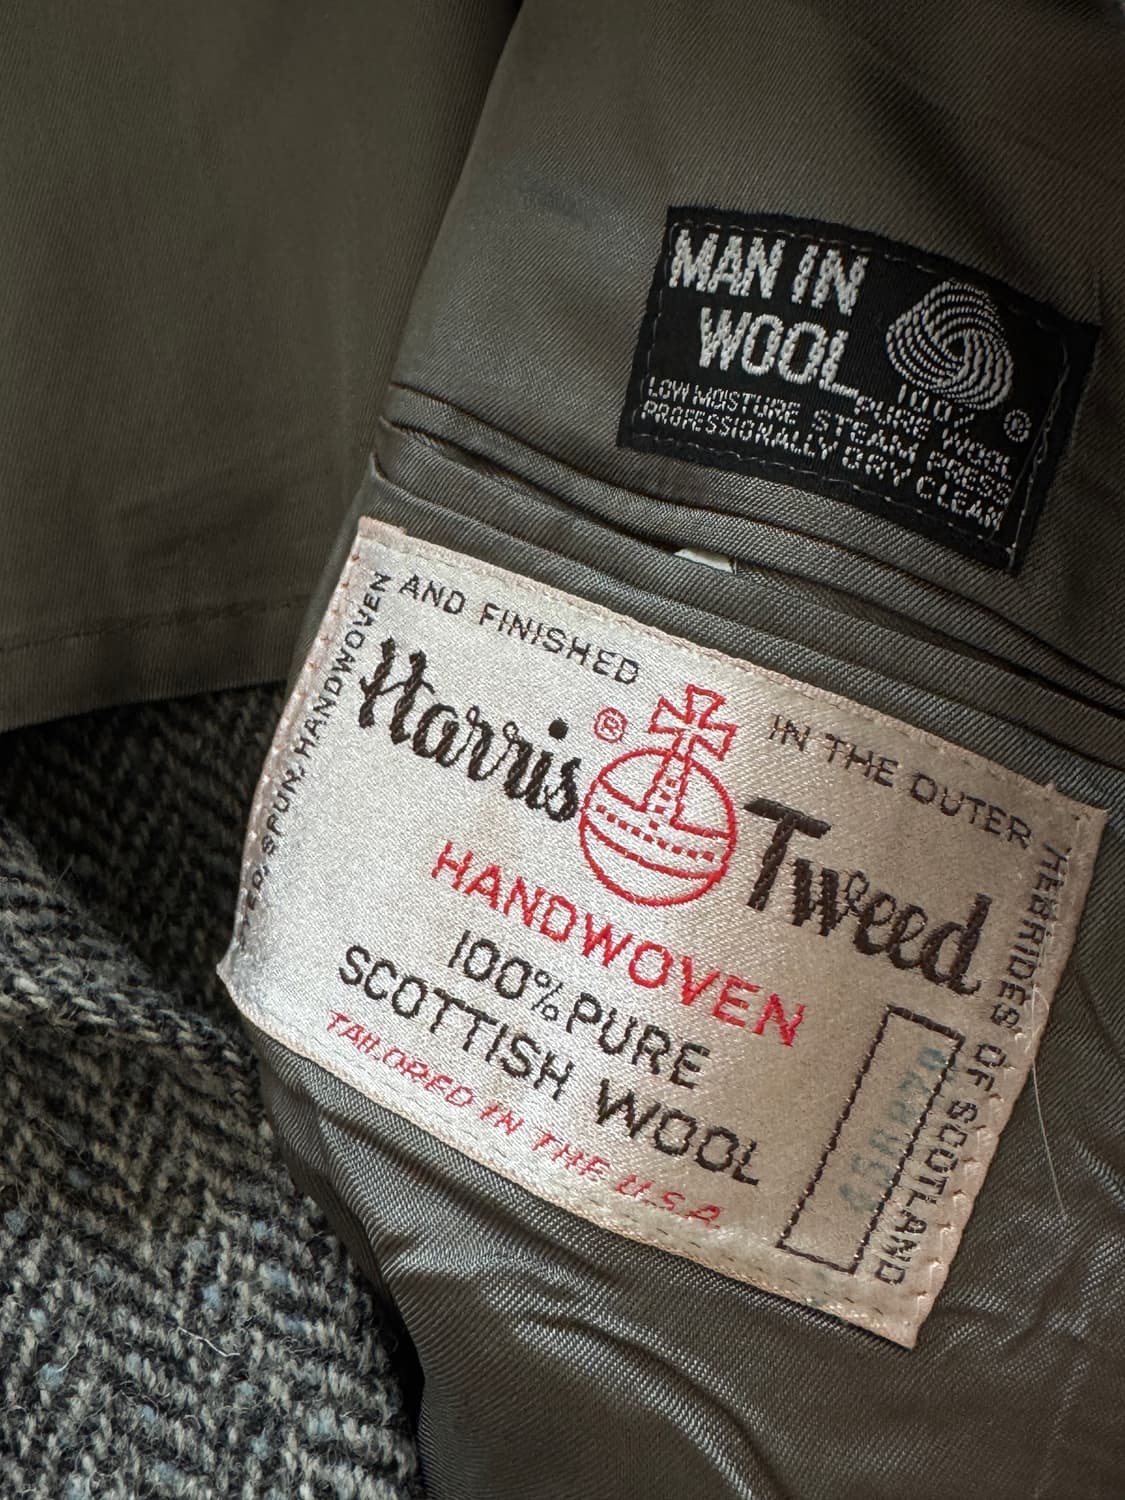 MAN IN
WOOL
100%
PURE WOOL
®
LOW MOISTURE STEAM PRESS
PROFESSIONALLY DRY CLEAN
SPUN, HANDWOVEN
AND FINISHED
IN THE OUTER
HEBRIDES OF SCOTLAND
Harris ® Tweed
HANDWOVEN
100% PURE
SCOTTISH WOOL
TAILORED IN THE U.S.A